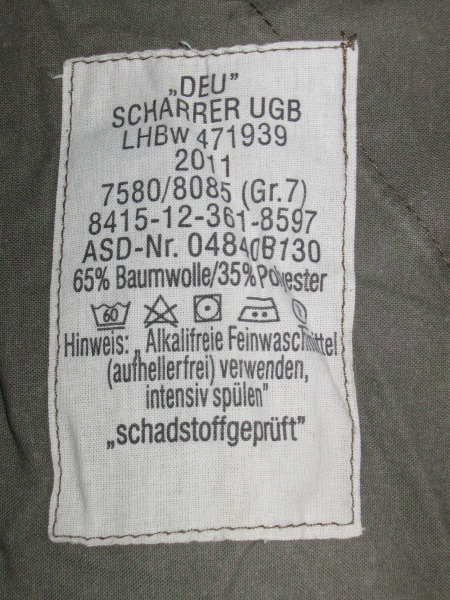 „DEU”
SCHARRER UGB
LHBW 471939
2011
7580/8085 (Gr.7)
8415-12-361-8597
ASD-Nr. 0484CB130
65% Baumwolle/35% Polyester
60
Hinweis: „Alkalifreie Feinwaschmittel
(aufhellerfrei) verwenden,
intensiv spülen”
„schadstoffgeprüft”